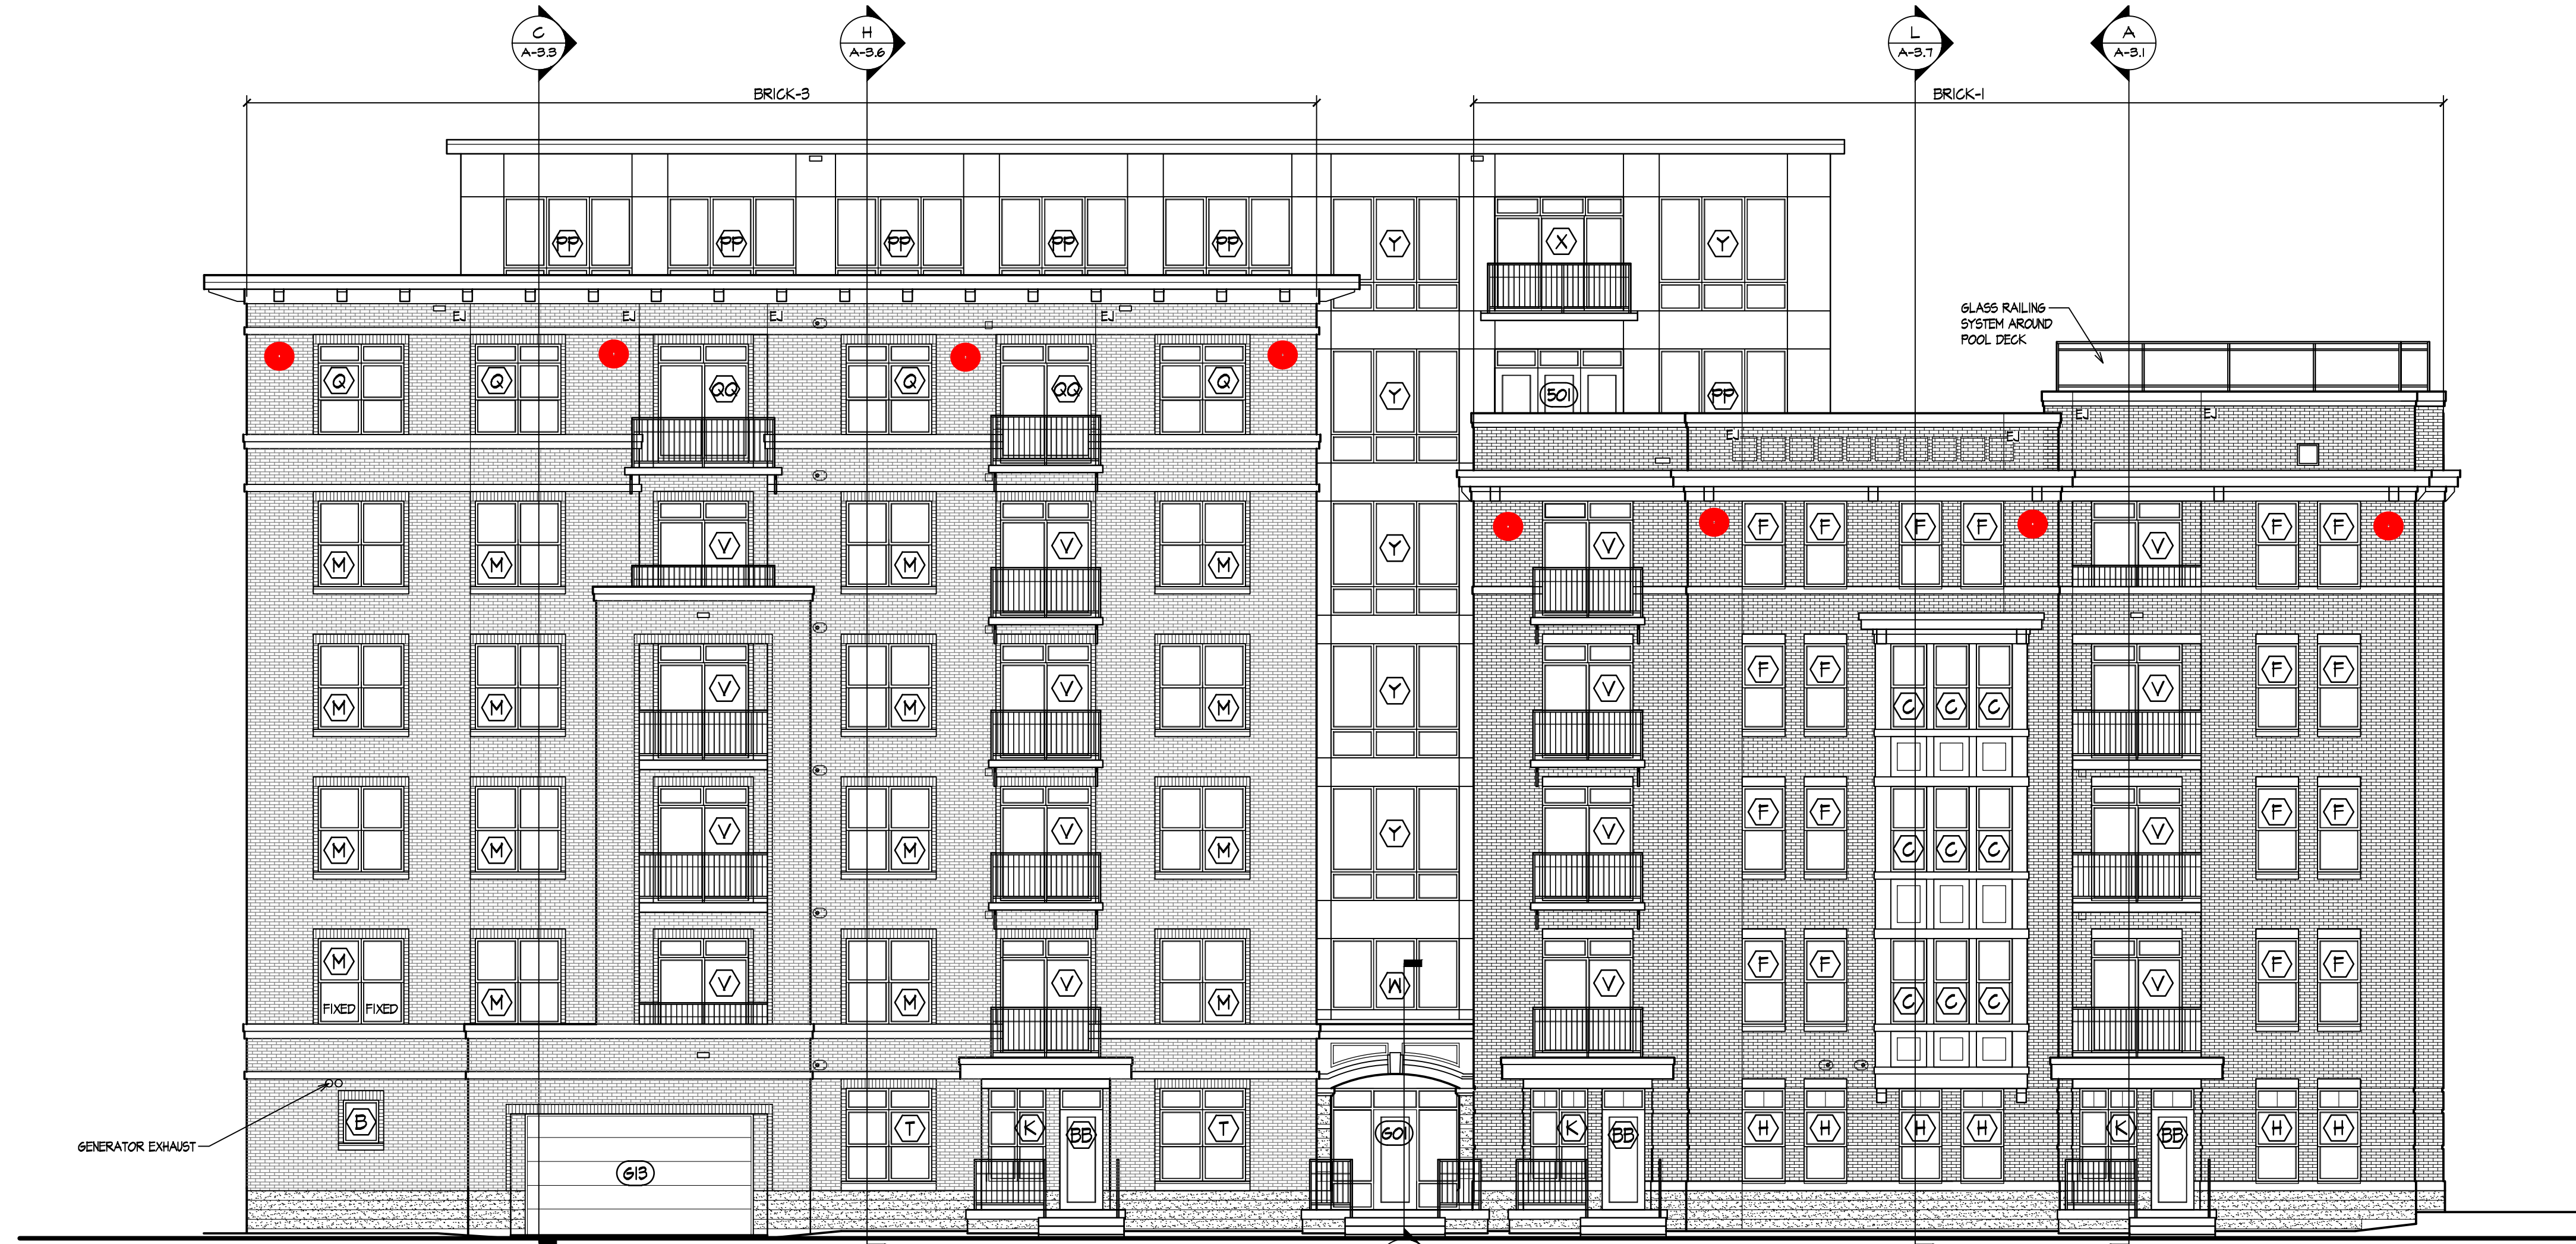 C H L A
A-3.3 A-3.6 A-3.7 A-3.1
BRICK-3 BRICK-1
PP PP PP PP PP Y X Y
GLASS RAILING
SYSTEM AROUND
POOL DECK
EJ EJ EJ EJ
Q Q QQ Q QQ Q Y 501 PP
EJ EJ
EJ EJ
F F F F F F
M M V M V M Y V V
F F F F
M M V M V M Y V C C C V
F F F F
M M V M V M Y V C C C V
M F F F F
FIXED FIXED M V M V M W V C C C V
B T K BB T 601 K BB H H H H K BB H H
GENERATOR EXHAUST
G13